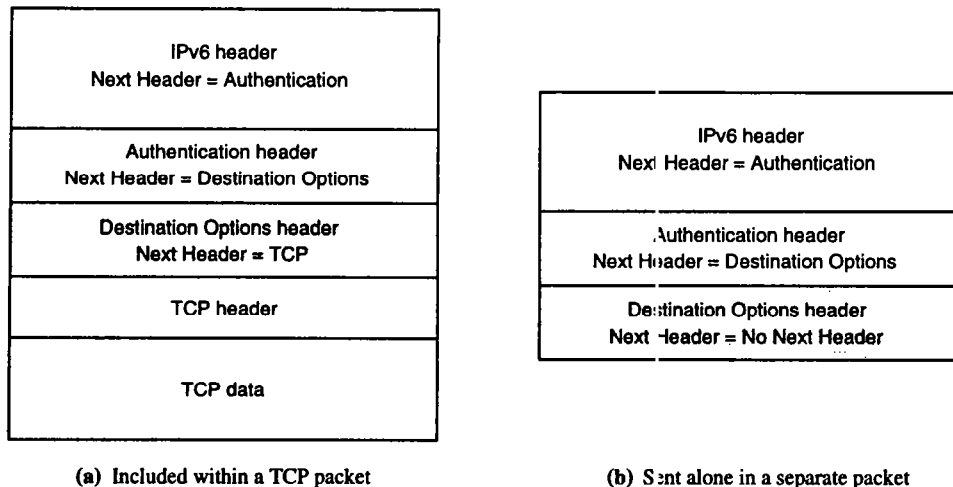 IPv6 header
Next Header = Authentication
Authentication header
Next Header = Destination Options
Destination Options header
Next Header = TCP
TCP header
TCP data
(a) Included within a TCP packet
IPv6 header
Next Header = Authentication
Authentication header
Next Header = Destination Options
Destination Options header
Next Header = No Next Header
(b) Sent alone in a separate packet